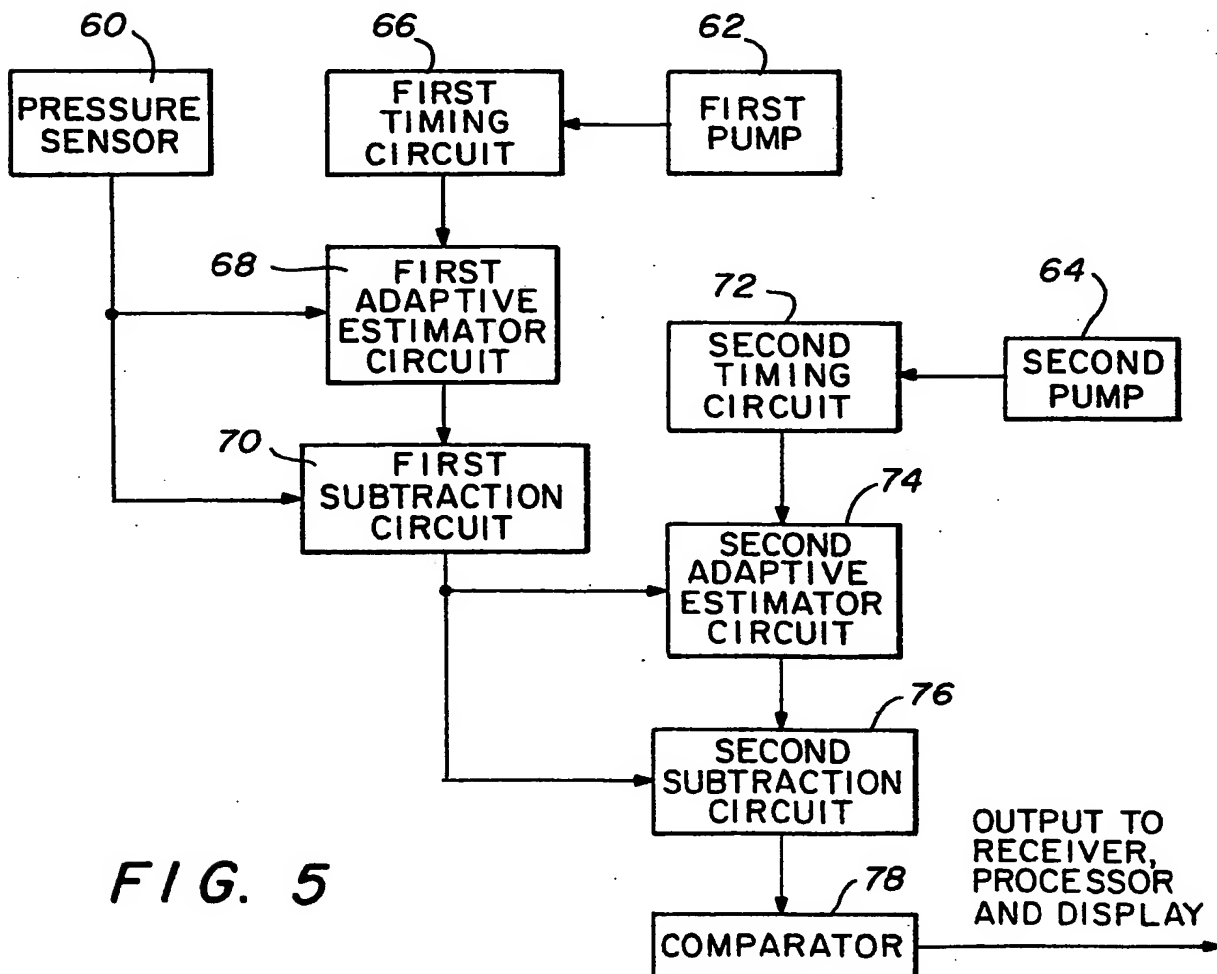 60
PRESSURE
SENSOR
66
FIRST
TIMING
CIRCUIT
62
FIRST
PUMP
68
FIRST
ADAPTIVE
ESTIMATOR
CIRCUIT
72
SECOND
TIMING
CIRCUIT
64
SECOND
PUMP
70
FIRST
SUBTRACTION
CIRCUIT
74
SECOND
ADAPTIVE
ESTIMATOR
CIRCUIT
76
SECOND
SUBTRACTION
CIRCUIT
78
COMPARATOR
OUTPUT TO
RECEIVER,
PROCESSOR
AND DISPLAY
FIG. 5